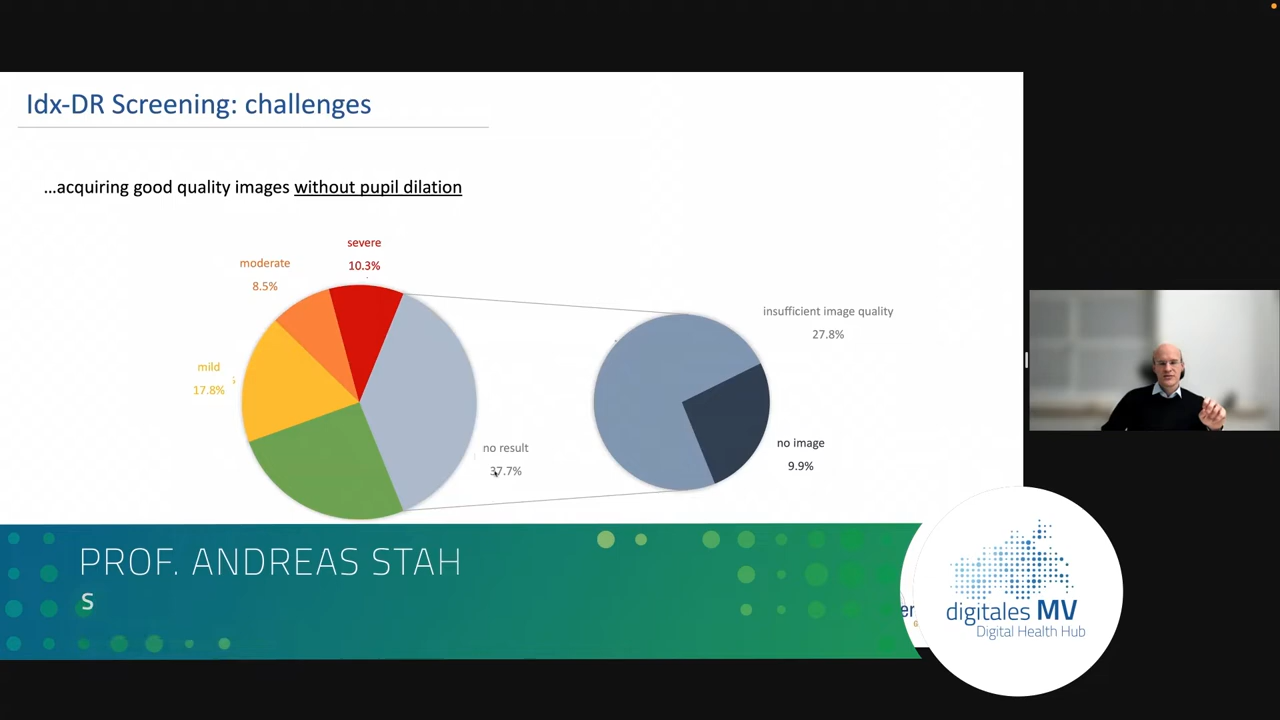 Idx-DR Screening: challenges
...acquiring good quality images without pupil dilation
severe
10.3%
moderate
8.5%
mild
17.8%
no result
37.7%
insufficient image quality
27.8%
no image
9.9%
PROF. ANDREAS STAH
S
er
digitales MV
Digital Health Hub